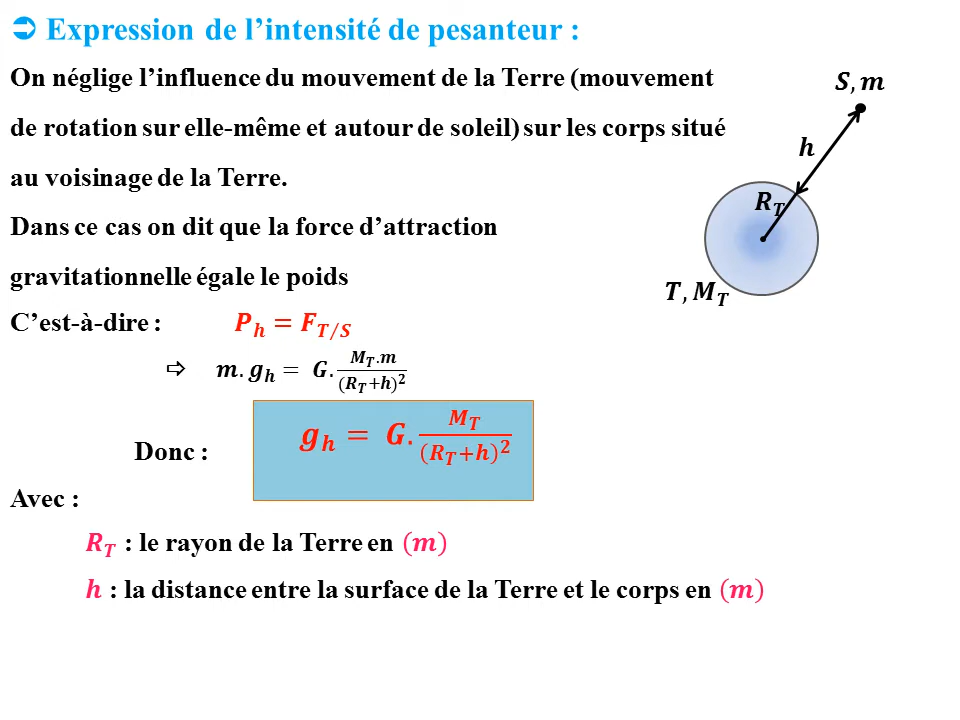 ➲ Expression de l’intensité de pesanteur :
On néglige l’influence du mouvement de la Terre (mouvement
de rotation sur elle-même et autour de soleil) sur les corps situé
au voisinage de la Terre.
Dans ce cas on dit que la force d’attraction
gravitationnelle égale le poids
C’est-à-dire : P_h = F_{T/S}
⇨ m. g_h = G. \frac{M_T .m}{(R_T +h)^2}
Donc : g_h = G. \frac{M_T}{(R_T +h)^2}
Avec :
R_T : le rayon de la Terre en (m)
h : la distance entre la surface de la Terre et le corps en (m)
S, m
h
R_T
T, M_T